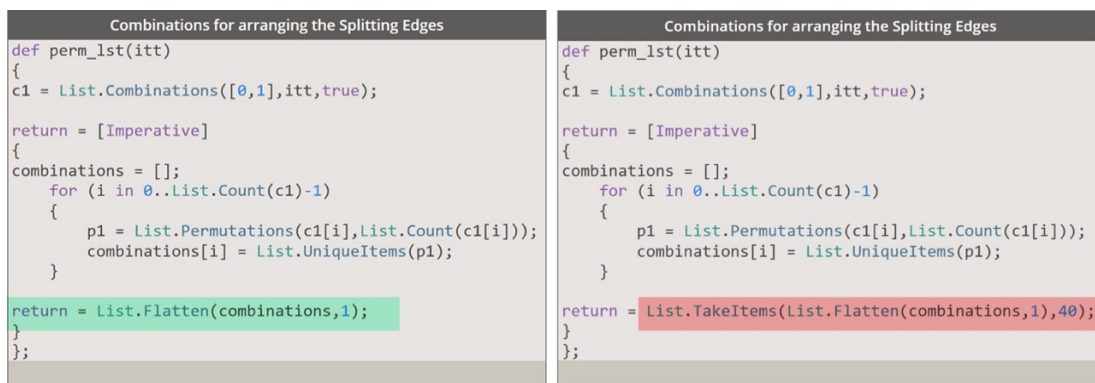 Combinations for arranging the Splitting Edges
def perm_lst(itt)
{
c1 = List.Combinations([0,1],itt,true);
return = [Imperative]
{
combinations = [];
for (i in 0..List.Count(c1)-1)
{
p1 = List.Permutations(c1[i],List.Count(c1[i]));
combinations[i] = List.UniqueItems(p1);
}
return = List.Flatten(combinations,1);
}
};
Combinations for arranging the Splitting Edges
def perm_lst(itt)
{
c1 = List.Combinations([0,1],itt,true);
return = [Imperative]
{
combinations = [];
for (i in 0..List.Count(c1)-1)
{
p1 = List.Permutations(c1[i],List.Count(c1[i]));
combinations[i] = List.UniqueItems(p1);
}
return = List.TakeItems(List.Flatten(combinations,1),40);
}
};